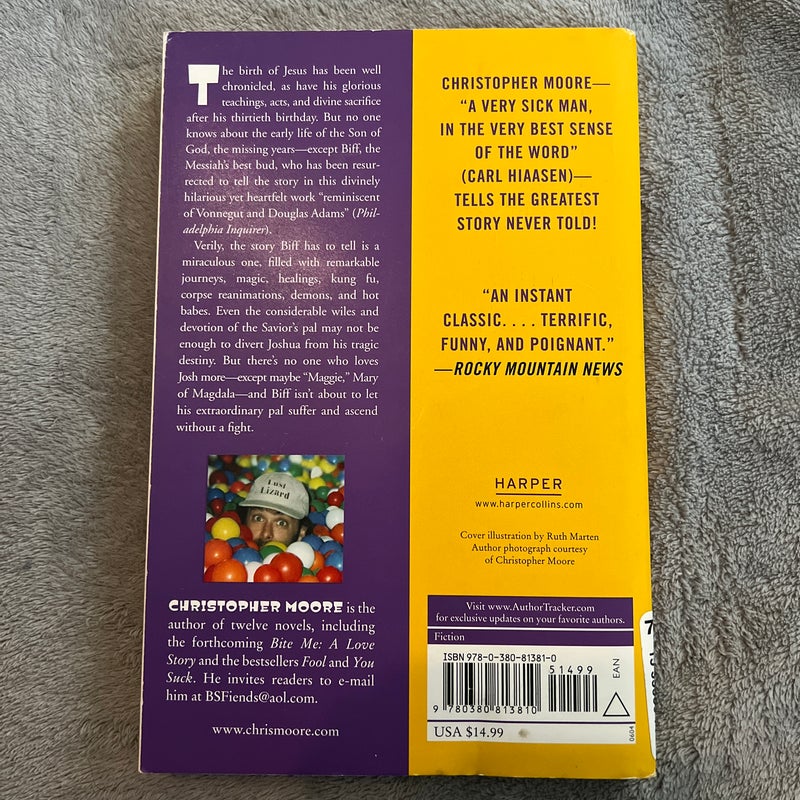 The birth of Jesus has been well
chronicled, as have his glorious
teachings, acts, and divine sacrifice
after his thirtieth birthday. But no one
knows about the early life of the Son of
God, the missing years—except Biff, the
Messiah's best bud, who has been resur-
rected to tell the story in this divinely
hilarious yet heartfelt work "reminiscent
of Vonnegut and Douglas Adams" (Phil-
adelphia Inquirer).
Verily, the story Biff has to tell is a
miraculous one, filled with remarkable
journeys, magic, healings, kung fu,
corpse reanimations, demons, and hot
babes. Even the considerable wiles and
devotion of the Savior's pal may not be
enough to divert Joshua from his tragic
destiny. But there's no one who loves
Josh more—except maybe "Maggie," Mary
of Magdala—and Biff isn't about to let
his extraordinary pal suffer and ascend
without a fight.
Lust
Lizard
CHRISTOPHER MOORE is the
author of twelve novels, including
the forthcoming Bite Me: A Love
Story and the bestsellers Fool and You
Suck. He invites readers to e-mail
him at BSFiends@aol.com.
www.chrismoore.com
CHRISTOPHER MOORE—
"A VERY SICK MAN,
IN THE VERY BEST SENSE
OF THE WORD"
(CARL HIAASEN)—
TELLS THE GREATEST
STORY NEVER TOLD!
"AN INSTANT
CLASSIC. . . . TERRIFIC,
FUNNY, AND POIGNANT."
—ROCKY MOUNTAIN NEWS
HARPER
www.harpercollins.com
Cover illustration by Ruth Marten
Author photograph courtesy
of Christopher Moore
Visit www.AuthorTracker.com
for exclusive updates on your favorite authors.
Fiction
ISBN 978-0-380-81381-0
51499
EAN
9 780380 813810
USA $14.99
0604
7